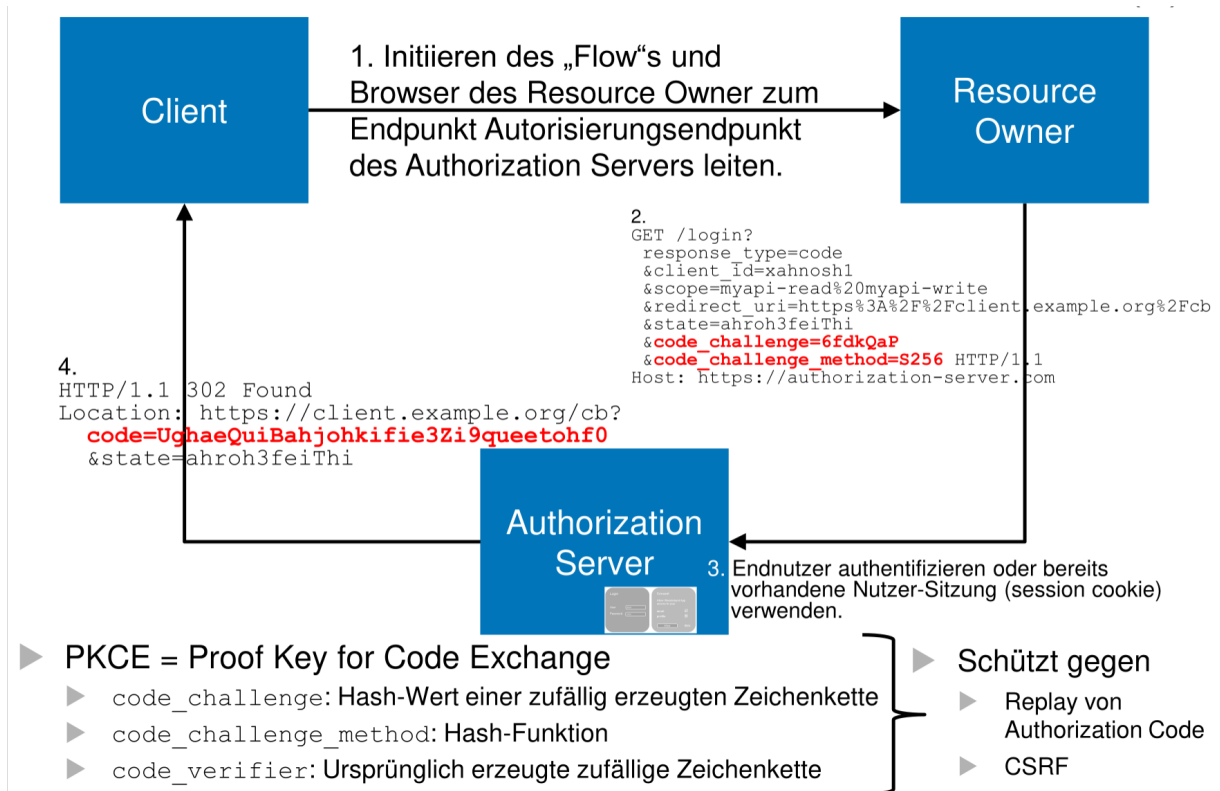 Client
1. Initiieren des „Flow“s und
Browser des Resource Owner zum
Endpunkt Autorisierungsendpunkt
des Authorization Servers leiten.
Resource
Owner
2.
GET /login?
response_type=code
&client_id=xahnosh1
&scope=myapi-read%20myapi-write
&redirect_uri=https%3A%2F%2Fclient.example.org%2Fcb
&state=ahroh3feiThi
&code_challenge=6fdkQaP
&code_challenge_method=S256 HTTP/1.1
Host: https://authorization-server.com
4.
HTTP/1.1 302 Found
Location: https://client.example.org/cb?
code=UghaeQuiBahjohkifie3Zi9queetohf0
&state=ahroh3feiThi
Authorization
Server
3. Endnutzer authentifizieren oder bereits
vorhandene Nutzer-Sitzung (session cookie)
verwenden.
PKCE = Proof Key for Code Exchange
code_challenge: Hash-Wert einer zufällig erzeugten Zeichenkette
code_challenge_method: Hash-Funktion
code_verifier: Ursprünglich erzeugte zufällige Zeichenkette
Schützt gegen
Replay von
Authorization Code
CSRF